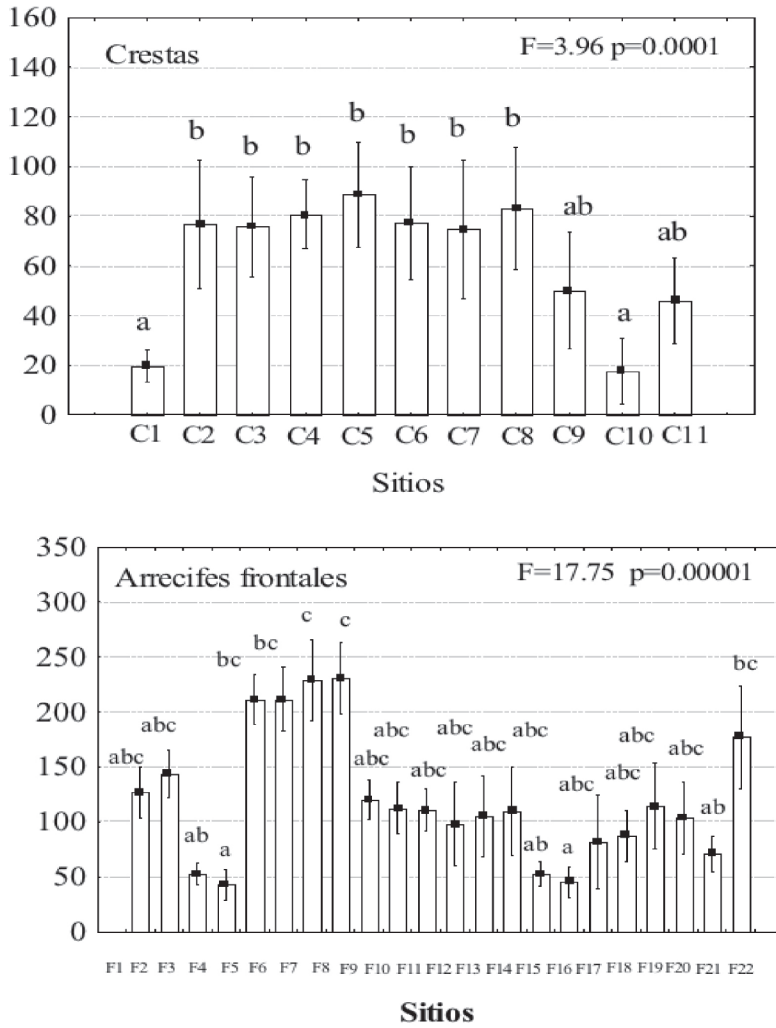 160
Crestas F=3.96 p=0.0001
140
120
b b b b b b b
100
80
ab ab
60
40
a a
20
0
C1 C2 C3 C4 C5 C6 C7 C8 C9 C10 C11
Sitios
350
Arrecifes frontales F=17.75 p=0.00001
300
c c
250
bc bc bc
200
abc abc abc abc abc abc abc
150
abc abc abc abc abc
100
ab a ab a ab
50
0
F1 F2 F3 F4 F5 F6 F7 F8 F9 F10 F11 F12 F13 F14 F15 F16 F17 F18 F19 F20 F21 F22
Sitios